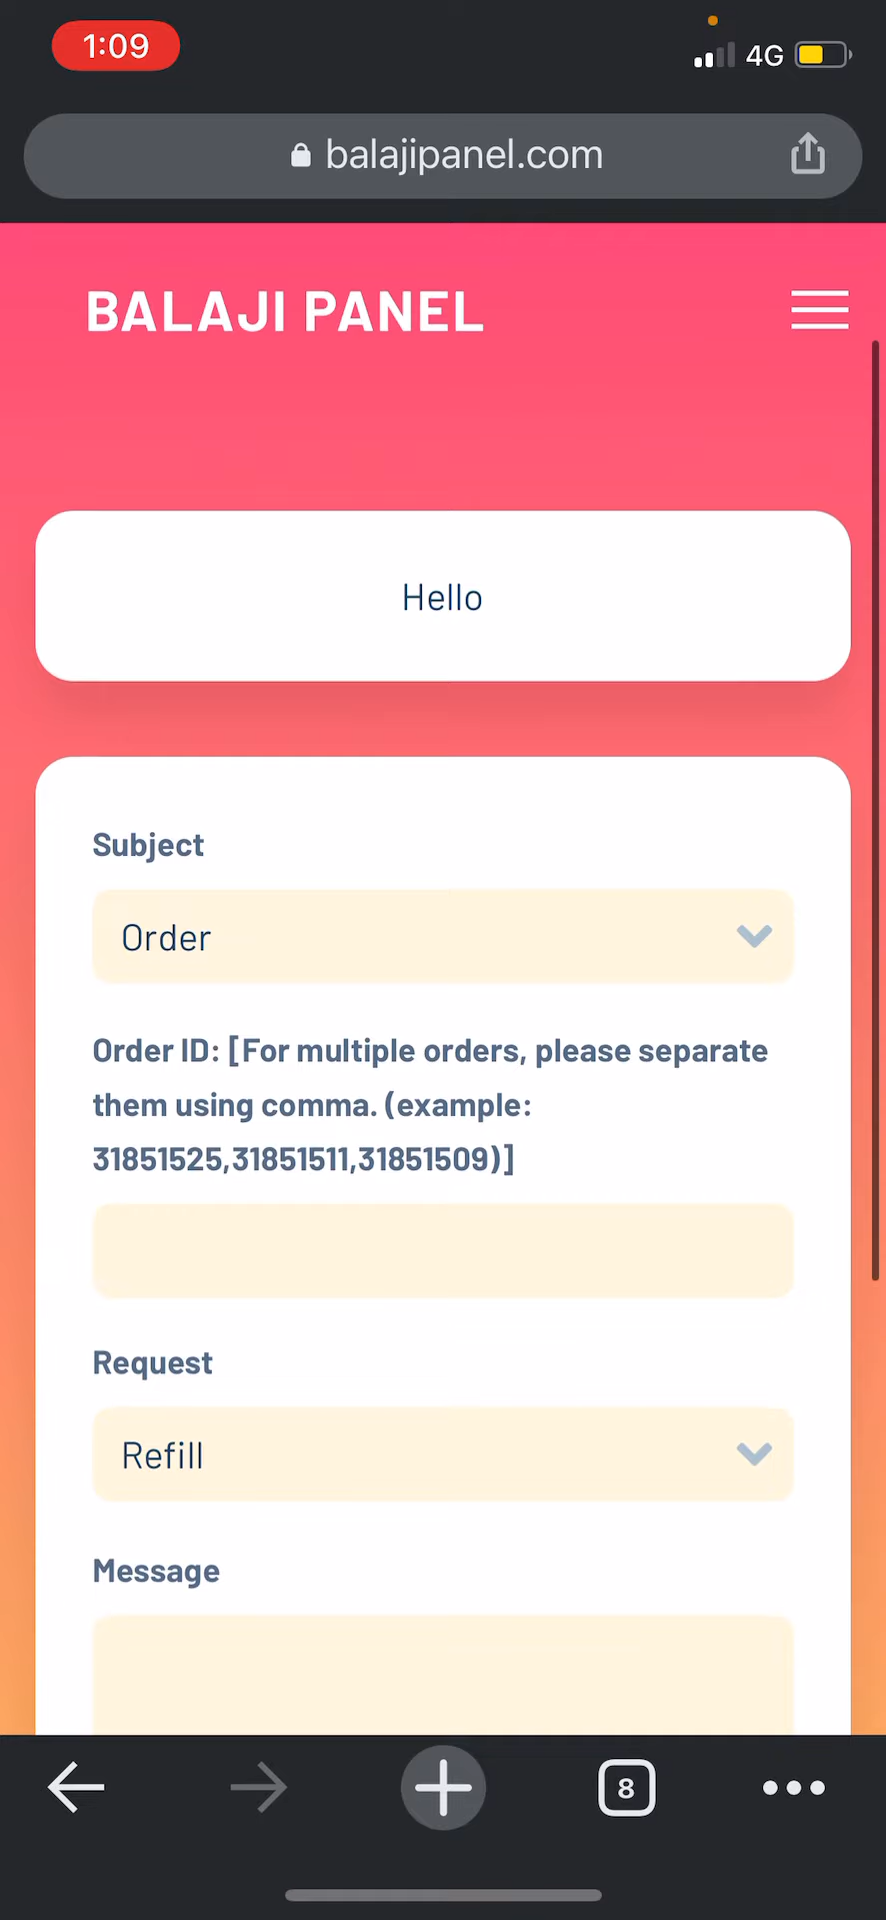 1:09
4G
balajipanel.com
BALAJI PANEL
Hello
Subject
Order
Order ID: [For multiple orders, please separate
them using comma. (example:
31851525,31851511,31851509)]
Request
Refill
Message
8